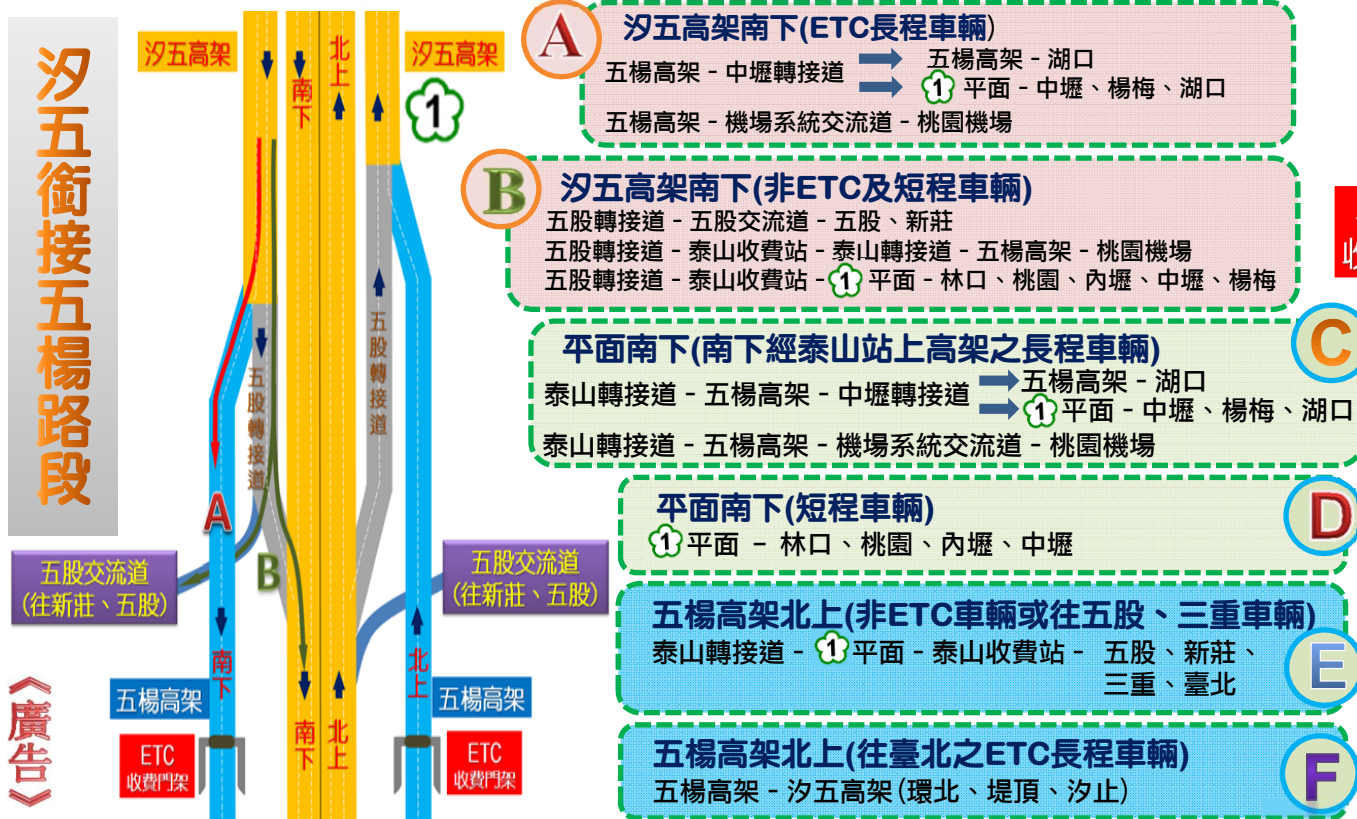 汐五銜接五楊路段
《廣告》
汐五高架
南下
北上
汐五高架
1
五股轉接道
五股轉接道
A
B
五股交流道
(往新莊、五股)
五股交流道
(往新莊、五股)
南下
北上
五楊高架
五楊高架
南下
北上
ETC
收費門架
ETC
收費門架
A
汐五高架南下(ETC長程車輛)
五楊高架 - 中壢轉接道 → 五楊高架 - 湖口
→ 1 平面 - 中壢、楊梅、湖口
五楊高架 - 機場系統交流道 - 桃園機場
B
汐五高架南下(非ETC及短程車輛)
五股轉接道 - 五股交流道 - 五股、新莊
五股轉接道 - 泰山收費站 - 泰山轉接道 - 五楊高架 - 桃園機場
五股轉接道 - 泰山收費站 - 1 平面 - 林口、桃園、內壢、中壢、楊梅
收
C
平面南下(南下經泰山站上高架之長程車輛)
泰山轉接道 - 五楊高架 - 中壢轉接道 → 五楊高架 - 湖口
→ 1 平面 - 中壢、楊梅、湖口
泰山轉接道 - 五楊高架 - 機場系統交流道 - 桃園機場
D
平面南下(短程車輛)
1 平面 - 林口、桃園、內壢、中壢
E
五楊高架北上(非ETC車輛或往五股、三重車輛)
泰山轉接道 - 1 平面 - 泰山收費站 - 五股、新莊、
三重、臺北
F
五楊高架北上(往臺北之ETC長程車輛)
五楊高架 - 汐五高架(環北、堤頂、汐止)